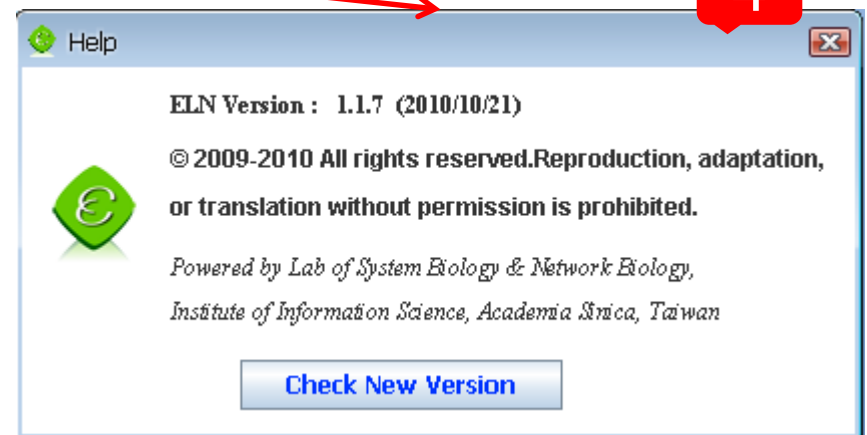 Help
ELN Version :  1.1.7  (2010/10/21)
© 2009-2010 All rights reserved.Reproduction, adaptation,
or translation without permission is prohibited.
Powered by Lab of System Biology & Network Biology,
Institute of Information Science, Academia Sinica, Taiwan
Check New Version